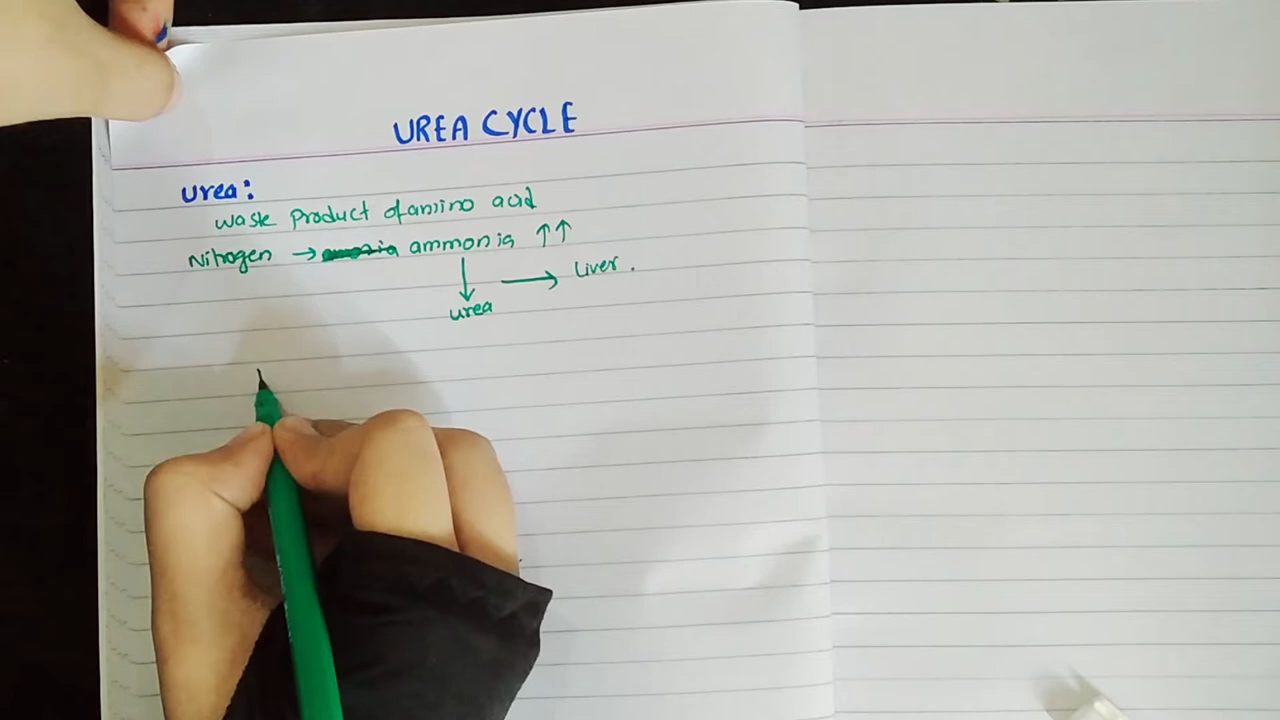 UREA CYCLE
Urea:
waste product of amino acid
Nitrogen → ammonia ↑↑
→ Liver.
urea